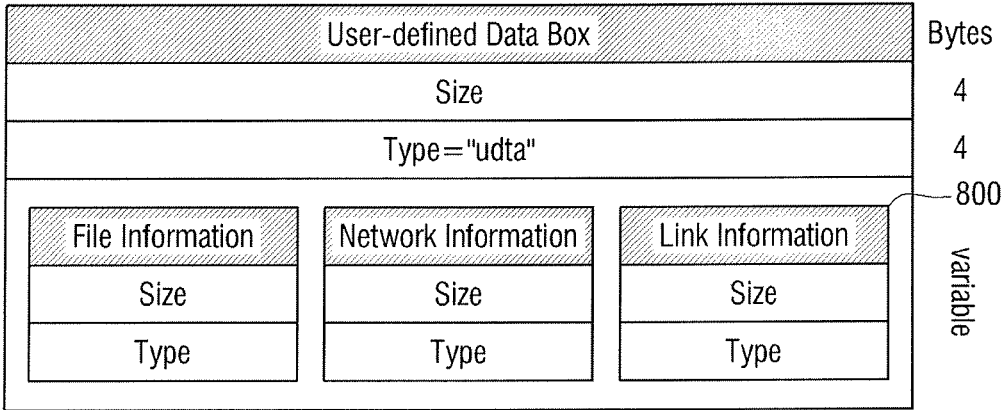 User-defined Data Box Bytes
Size 4
Type="udta" 4
800
File Information Network Information Link Information
Size Size Size
Type Type Type
variable